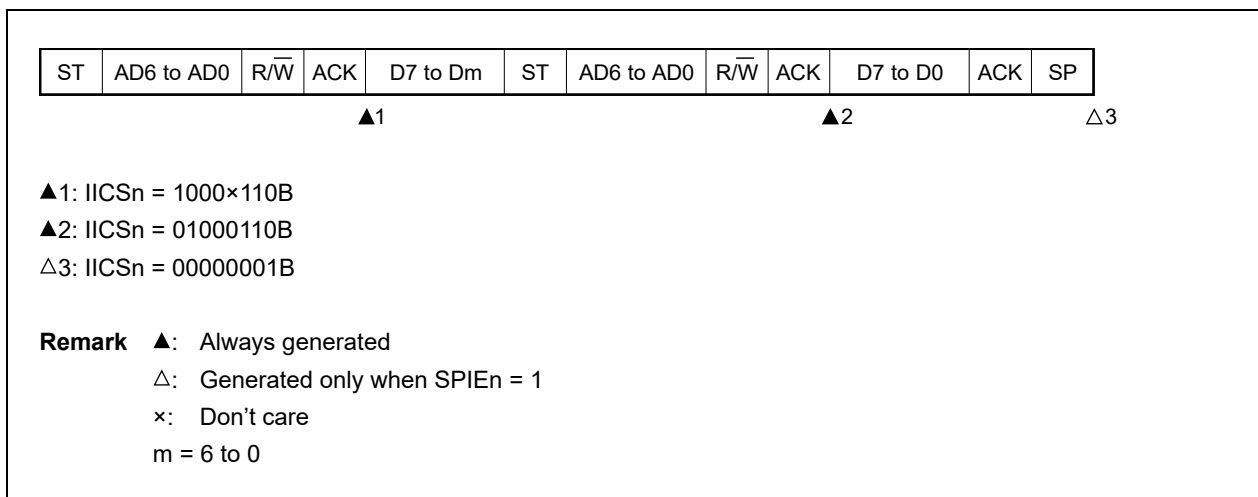 ST AD6 to AD0 R/W̅ ACK D7 to Dm ST AD6 to AD0 R/W̅ ACK D7 to D0 ACK SP
▲1 ▲2 △3
▲1: IICSn = 1000×110B
▲2: IICSn = 01000110B
△3: IICSn = 00000001B
Remark ▲: Always generated
△: Generated only when SPIEn = 1
×: Don't care
m = 6 to 0